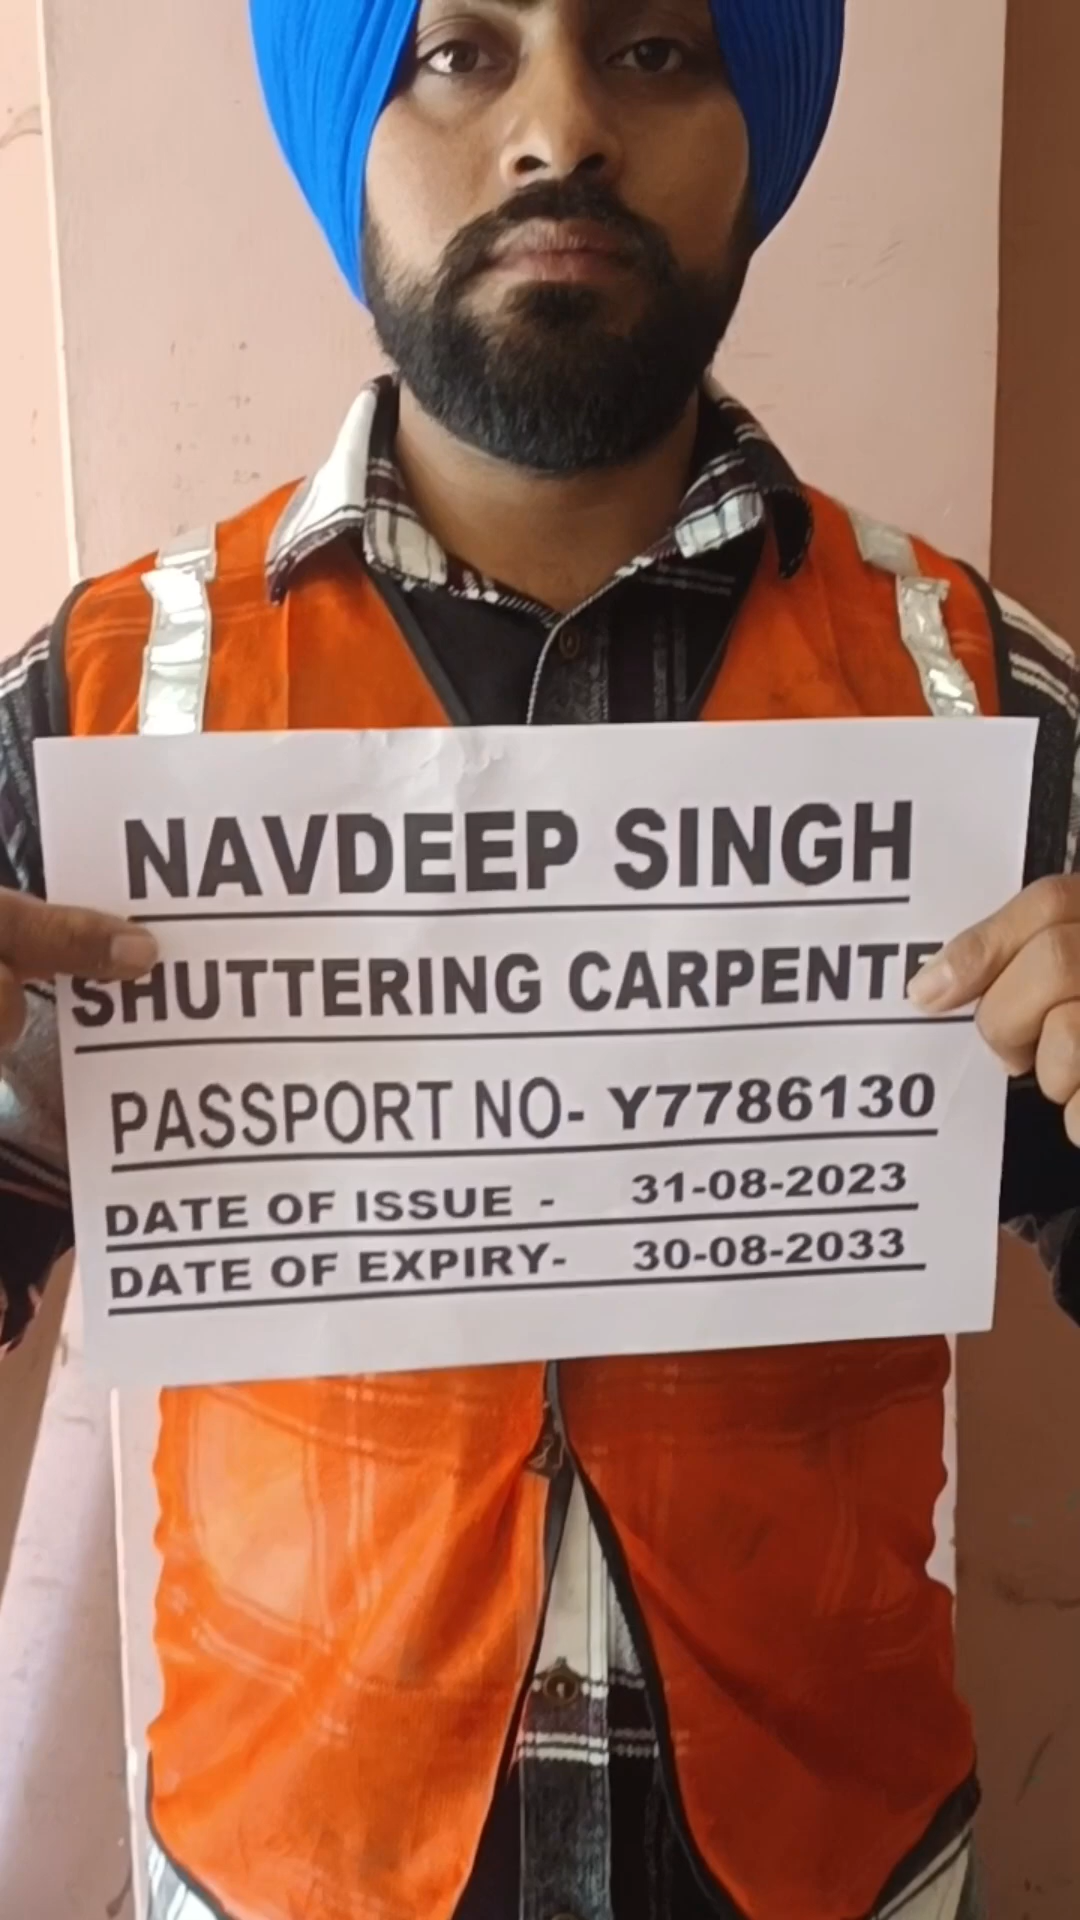 NAVDEEP SINGH
SHUTTERING CARPENTE
PASSPORT NO- Y7786130
DATE OF ISSUE - 31-08-2023
DATE OF EXPIRY- 30-08-2033